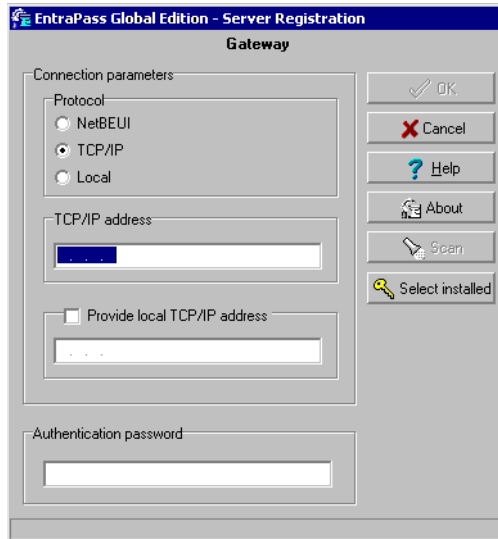 EntraPass Global Edition - Server Registration
Gateway
Connection parameters
Protocol
NetBEUI
TCP/IP
Local
TCP/IP address
. . .
Provide local TCP/IP address
. . .
Authentication password
OK
Cancel
Help
About
Scan
Select installed